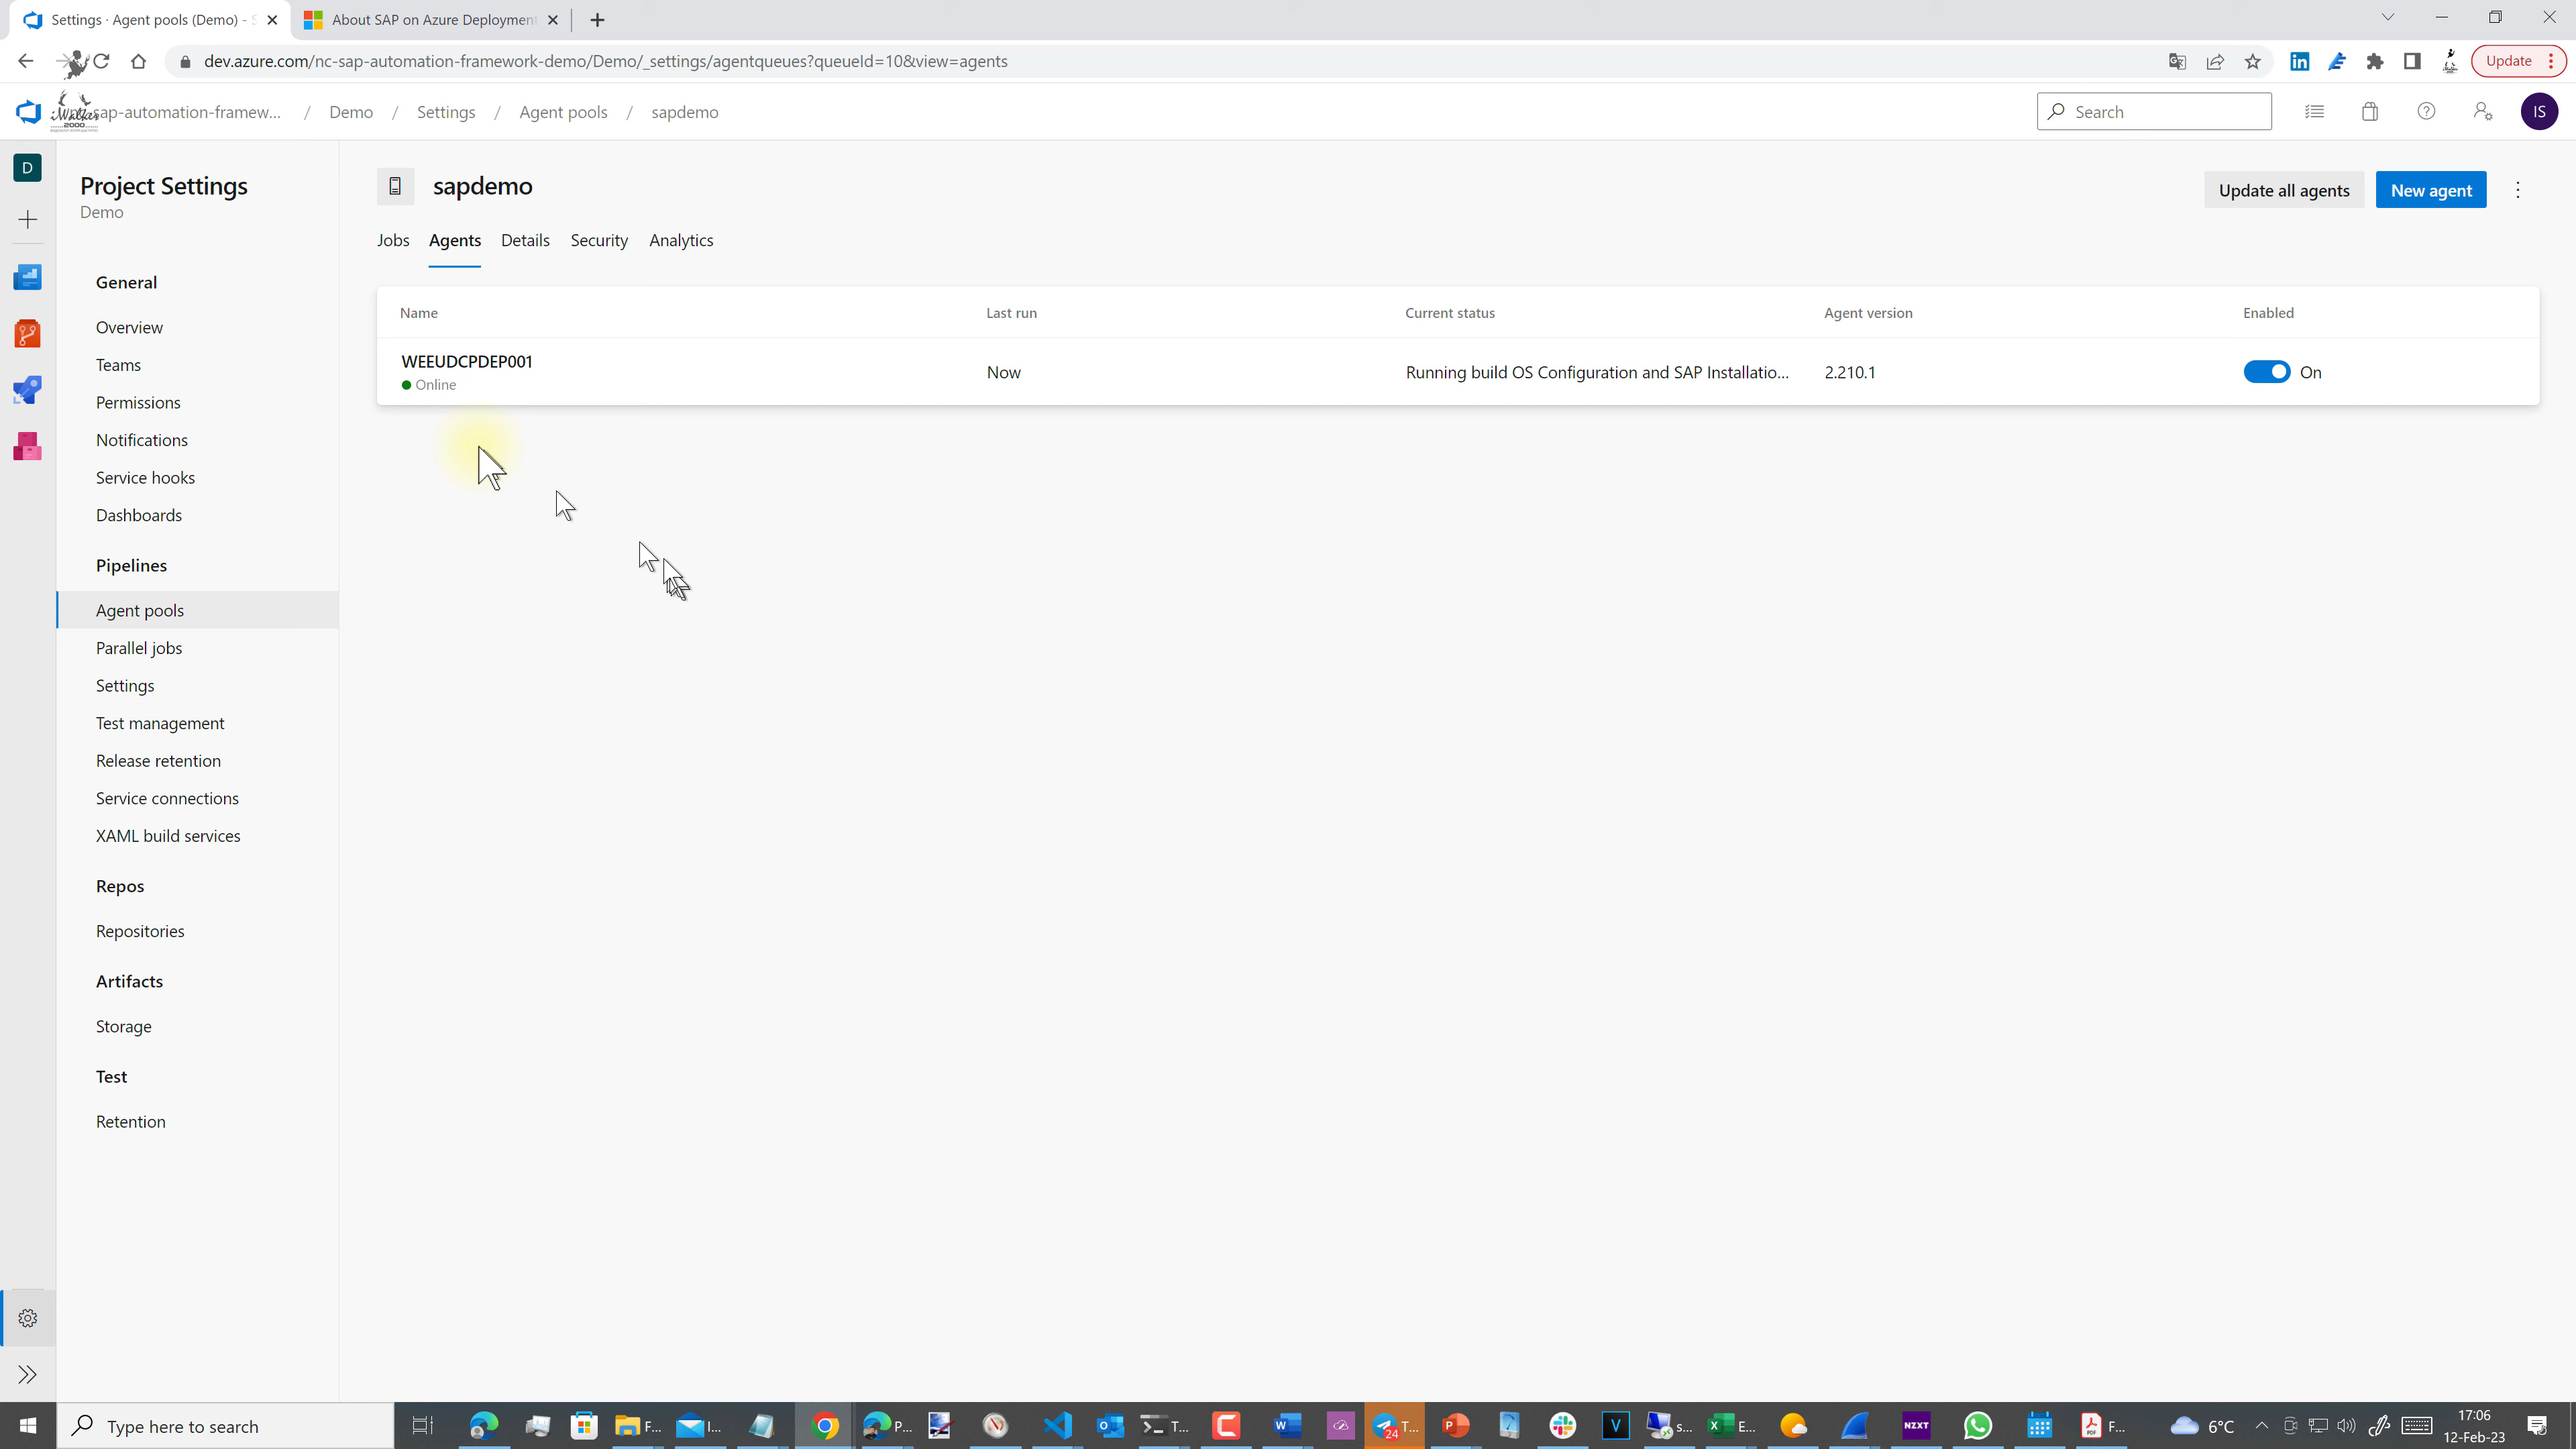 Settings · Agent pools (Demo) - S
About SAP on Azure Deployment
dev.azure.com/nc-sap-automation-framework-demo/Demo/_settings/agentqueues?queueId=10&view=agents
Update
sap-automation-framew... / Demo / Settings / Agent pools / sapdemo
2000
Search
IS
D
Project Settings
Demo
General
Overview
Teams
Permissions
Notifications
Service hooks
Dashboards
Pipelines
Agent pools
Parallel jobs
Settings
Test management
Release retention
Service connections
XAML build services
Repos
Repositories
Artifacts
Storage
Test
Retention
sapdemo
Update all agents
New agent
Jobs Agents Details Security Analytics
Name Last run Current status Agent version Enabled
WEEUDCPDEP001
Online
Now
Running build OS Configuration and SAP Installatio...
2.210.1
On
Type here to search
F...
I...
P...
T...
24
T...
V
s...
E...
NZXT
F...
6°C
17:06
12-Feb-23